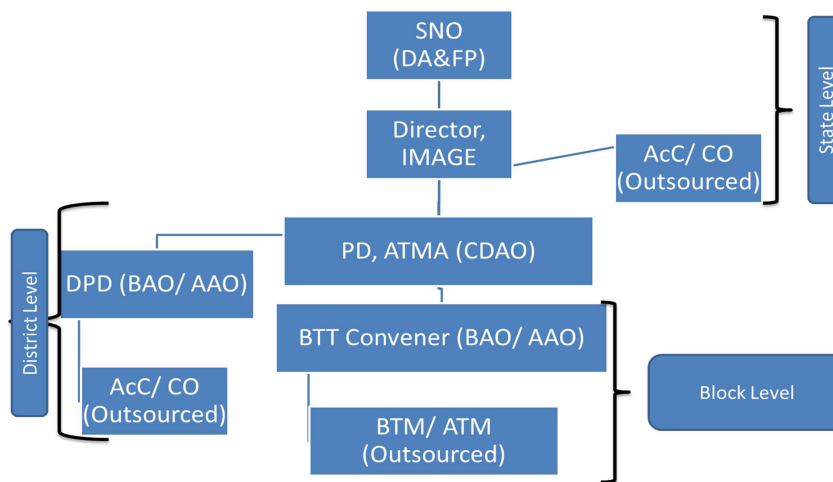 SNO
(DA&FP)
Director,
IMAGE
AcC/ CO
(Outsourced)
State Level
PD, ATMA (CDAO)
DPD (BAO/ AAO)
District Level
AcC/ CO
(Outsourced)
BTT Convener (BAO/ AAO)
BTM/ ATM
(Outsourced)
Block Level